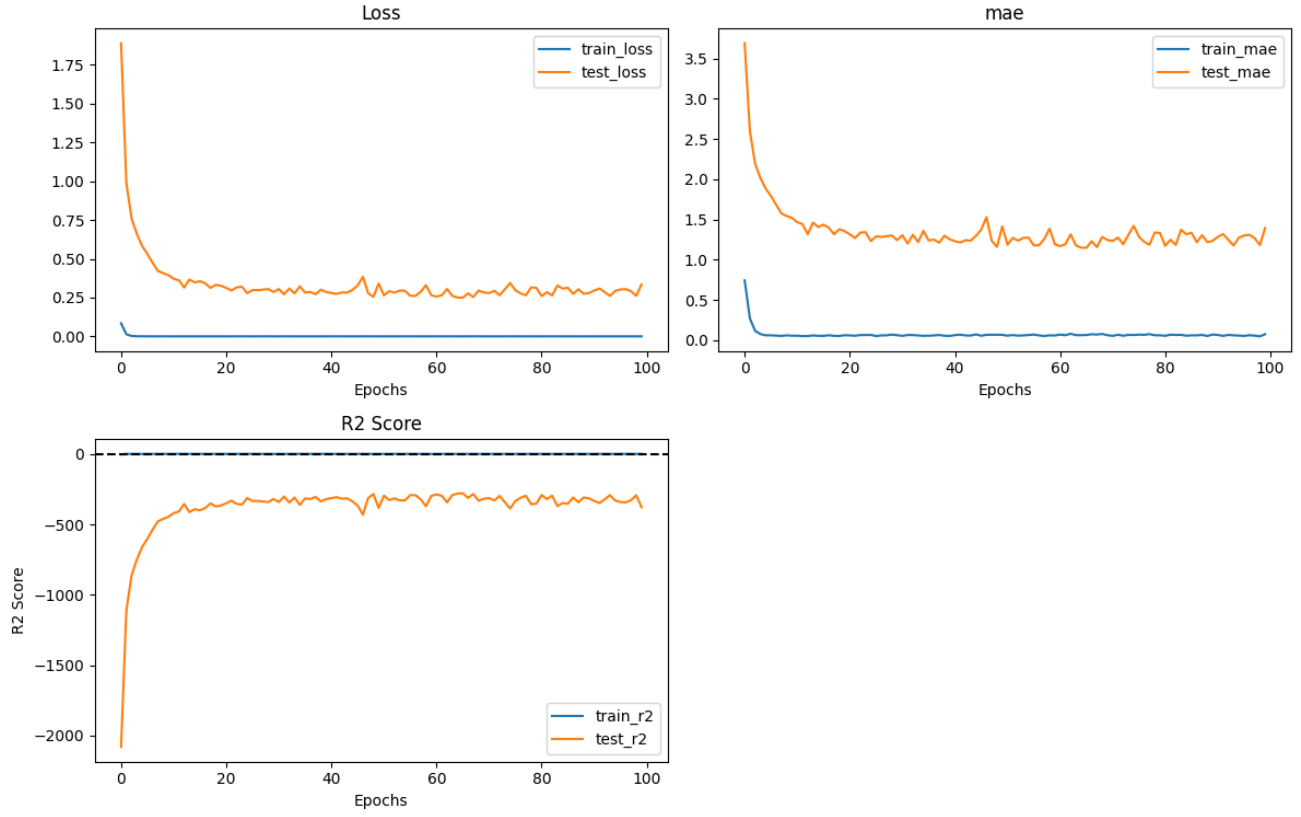 Loss
1.75
1.50
1.25
1.00
0.75
0.50
0.25
0.00
train_loss
test_loss
0 20 40 60 80 100
Epochs
mae
3.5
3.0
2.5
2.0
1.5
1.0
0.5
0.0
train_mae
test_mae
0 20 40 60 80 100
Epochs
R2 Score
R2 Score
0
−500
−1000
−1500
−2000
train_r2
test_r2
0 20 40 60 80 100
Epochs